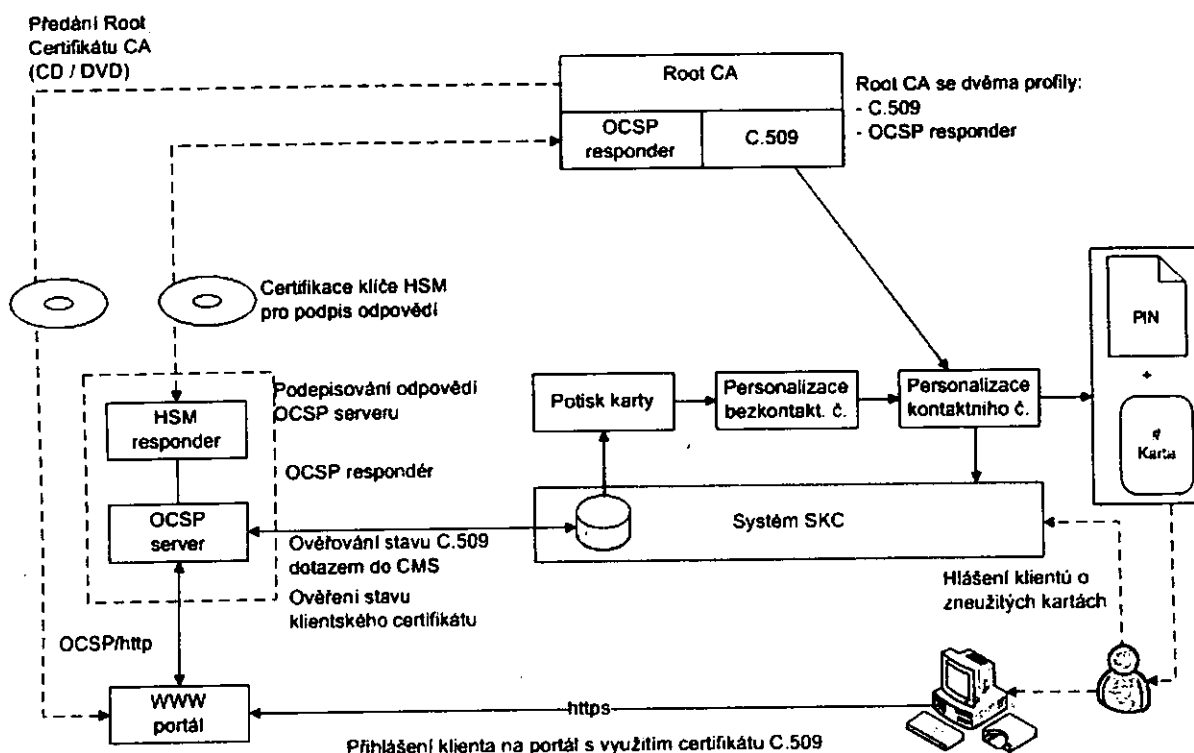 Předání Root
Certifikátu CA
(CD / DVD)
Root CA
OCSP
responder
C.509
Root CA se dvěma profily:
- C.509
- OCSP responder
Certifikace klíče HSM
pro podpis odpovědí
PIN
+
Karta
Podepisování odpovědí
OCSP serveru
HSM
responder
OCSP respondér
OCSP
server
Potisk karty
Personalizace
bezkontakt. č.
Personalizace
kontaktního č.
Systém SKC
Ověřování stavu C.509
dotazem do CMS
Ověření stavu
klientského certifikátu
Hlášení klientů o
zneužitých kartách
OCSP/http
WWW
portál
https
Přihlášení klienta na portál s využitím certifikátu C.509